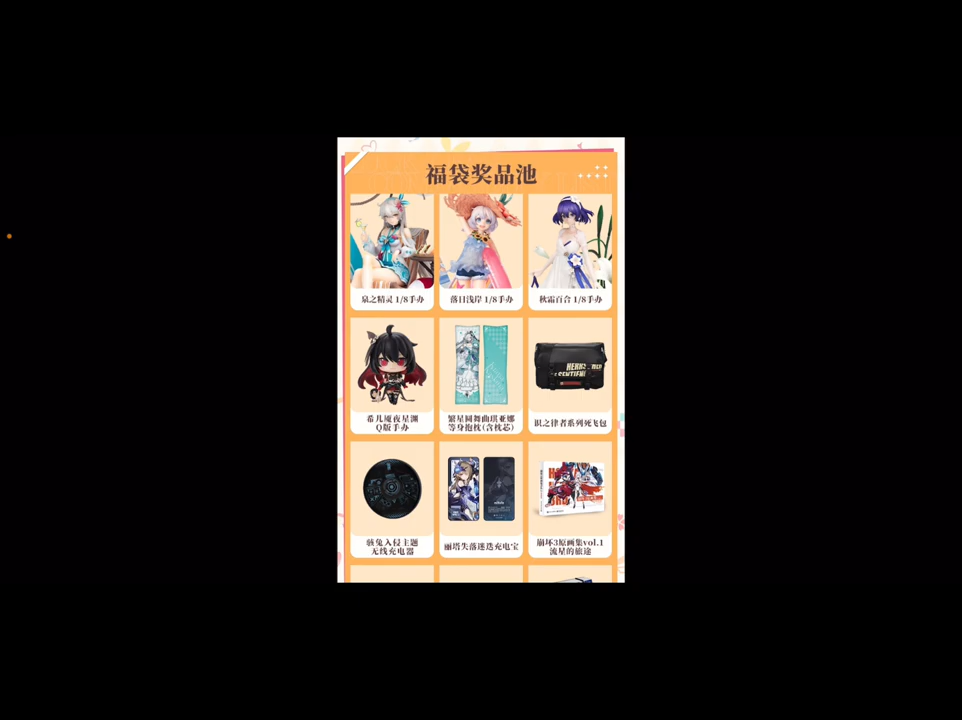 福袋奖品池
泉之精灵 1/8手办
落日浅岸 1/8手办
秋霜百合 1/8手办
希儿魇夜星渊
Q版手办
繁星圆舞曲琪亚娜
等身抱枕(含枕芯)
识之律者系列死飞包
骇兔入侵主题
无线充电器
丽塔失落迷迭充电宝
崩坏3原画集vol.1
流星的旅途